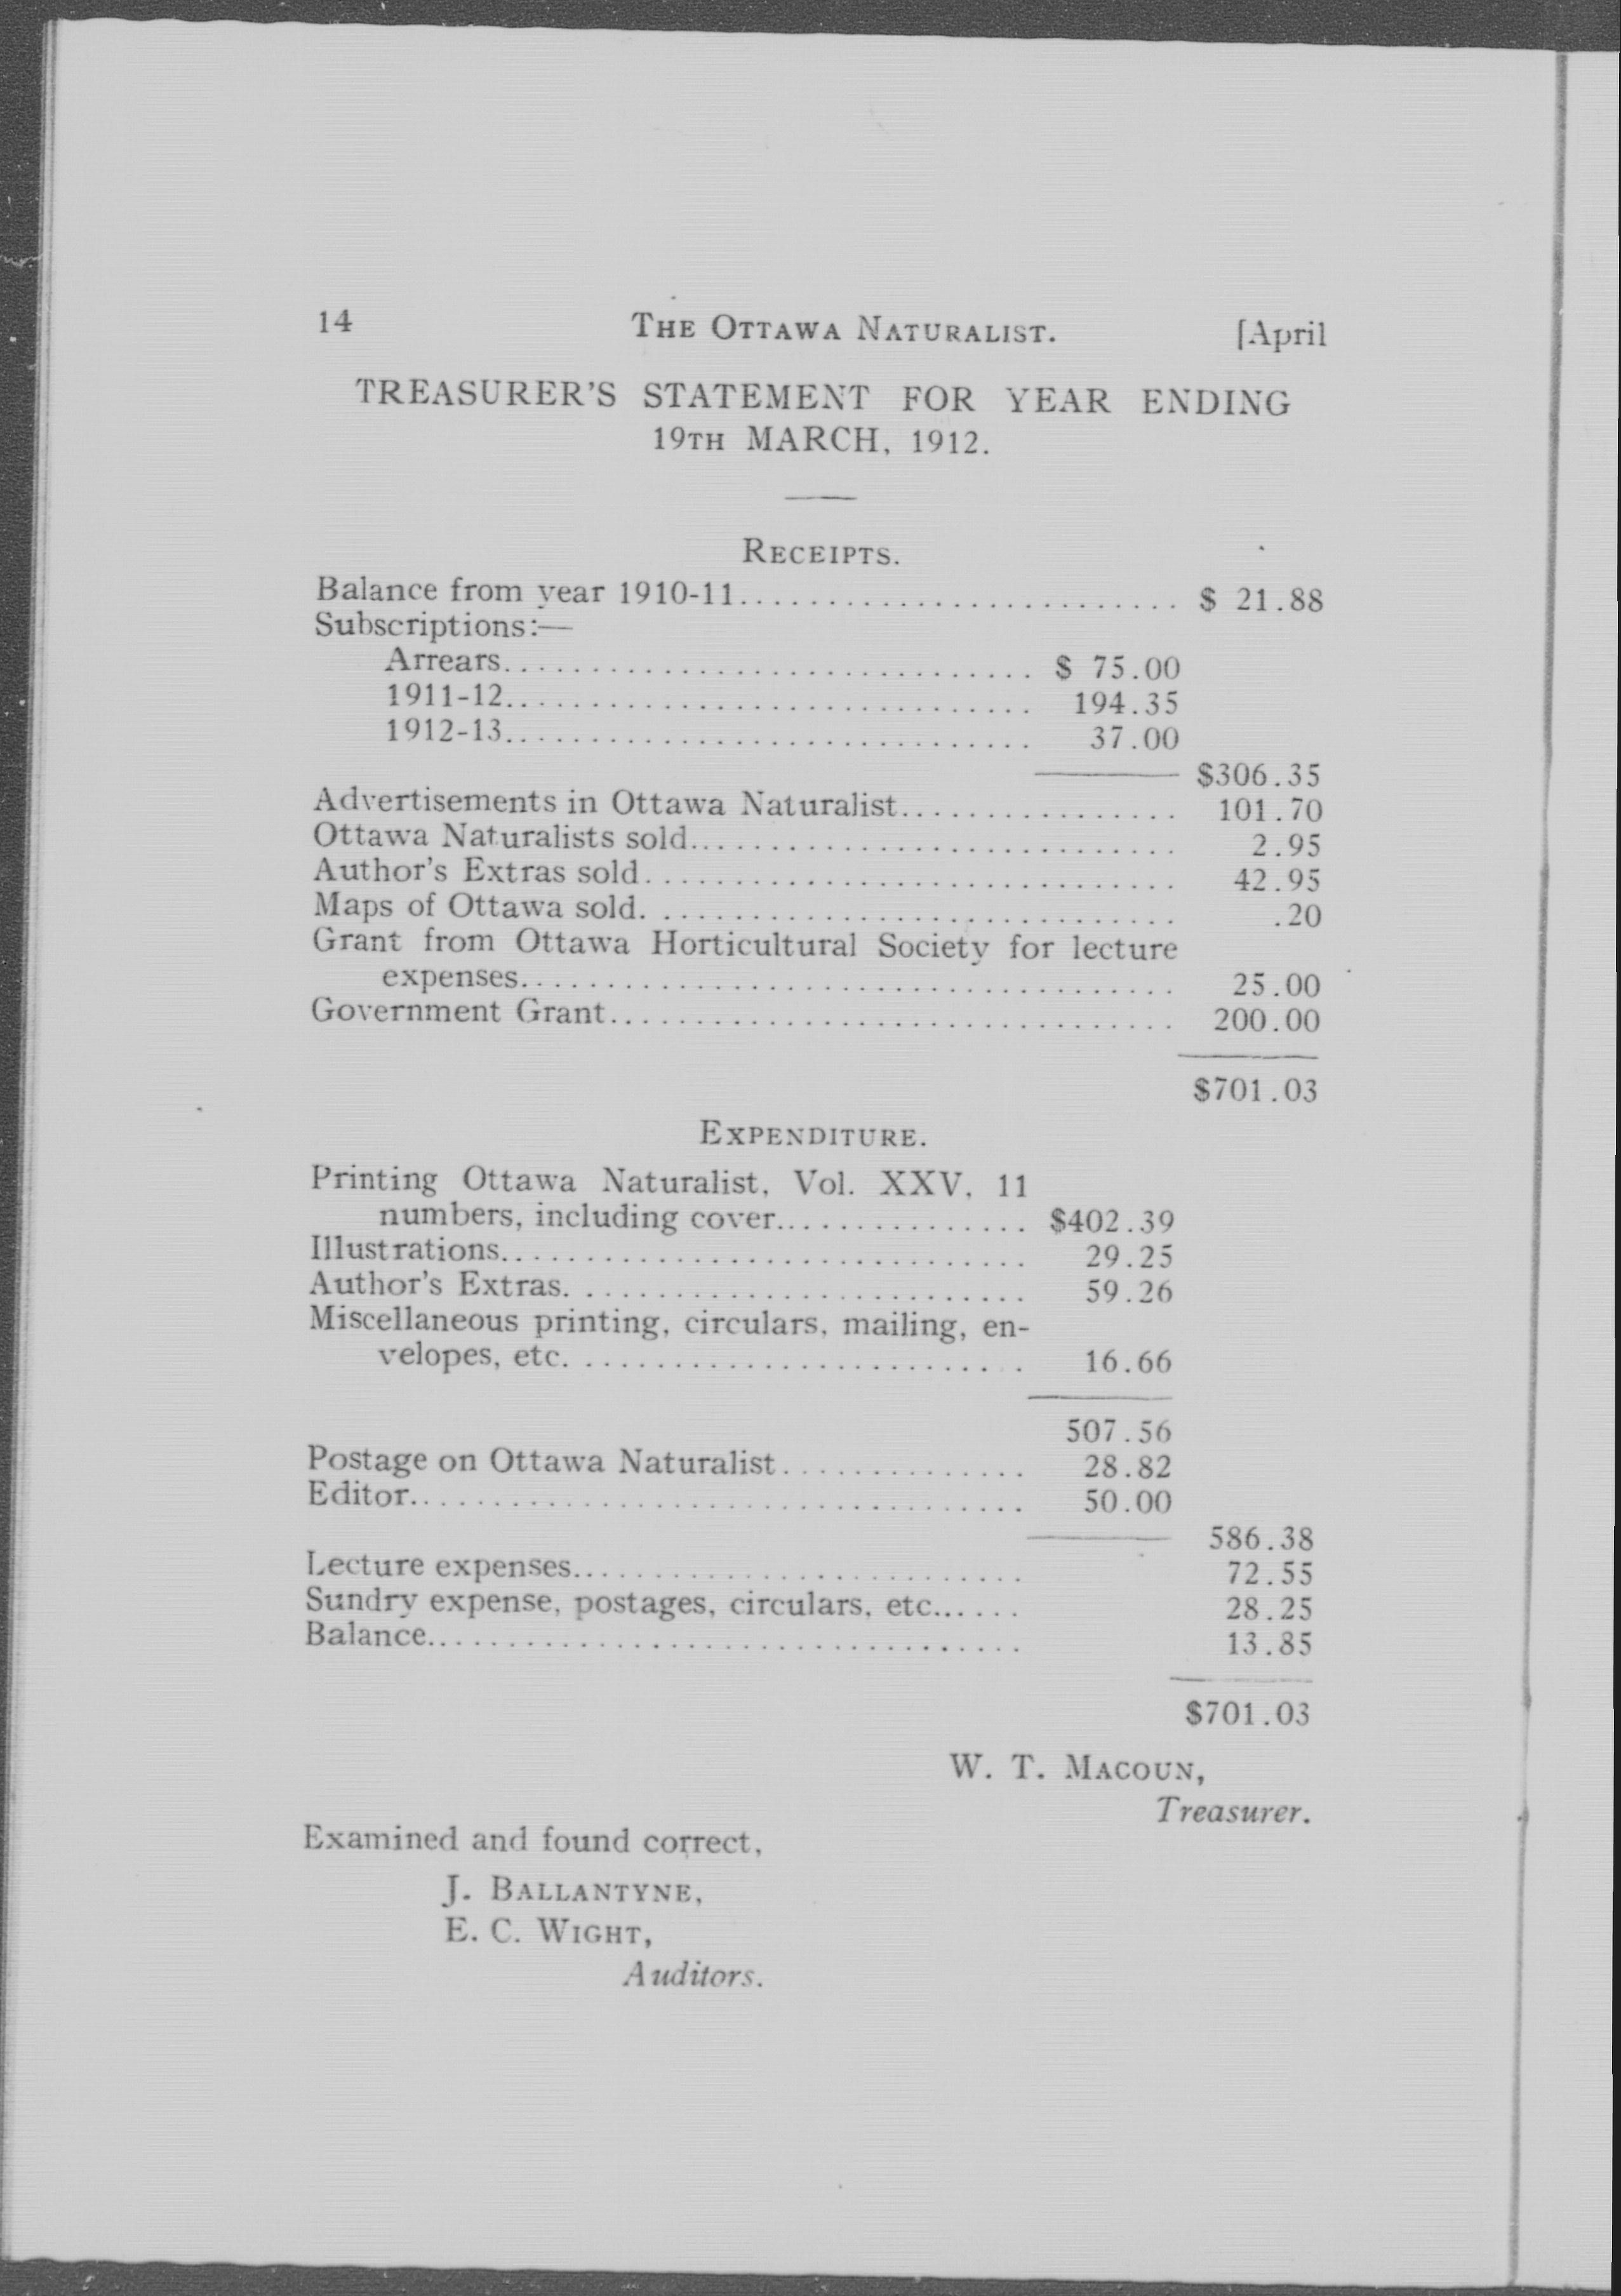 14 THE OTTAWA NATURALIST. [April
TREASURER'S STATEMENT FOR YEAR ENDING
19TH MARCH, 1912.
RECEIPTS.
Balance from year 1910-11.......................... $ 21.88
Subscriptions:—
Arrears............................... $ 75.00
1911-12............................... 194.35
1912-13............................... 37.00
$306.35
Advertisements in Ottawa Naturalist................ 101.70
Ottawa Naturalists sold............................ 2.95
Author's Extras sold............................... 42.95
Maps of Ottawa sold................................ .20
Grant from Ottawa Horticultural Society for lecture
expenses....................................... 25.00
Government Grant.................................. 200.00
$701.03
EXPENDITURE.
Printing Ottawa Naturalist, Vol. XXV, 11
numbers, including cover............... $402.39
Illustrations................................ 29.25
Author's Extras............................ 59.26
Miscellaneous printing, circulars, mailing, en-
velopes, etc........................... 16.66
507.56
Postage on Ottawa Naturalist.............. 28.82
Editor..................................... 50.00
586.38
Lecture expenses........................... 72.55
Sundry expense, postages, circulars, etc...... 28.25
Balance.................................... 13.85
$701.03
W. T. MACOUN,
Treasurer.
Examined and found correct,
J. BALLANTYNE,
E. C. WIGHT,
Auditors.